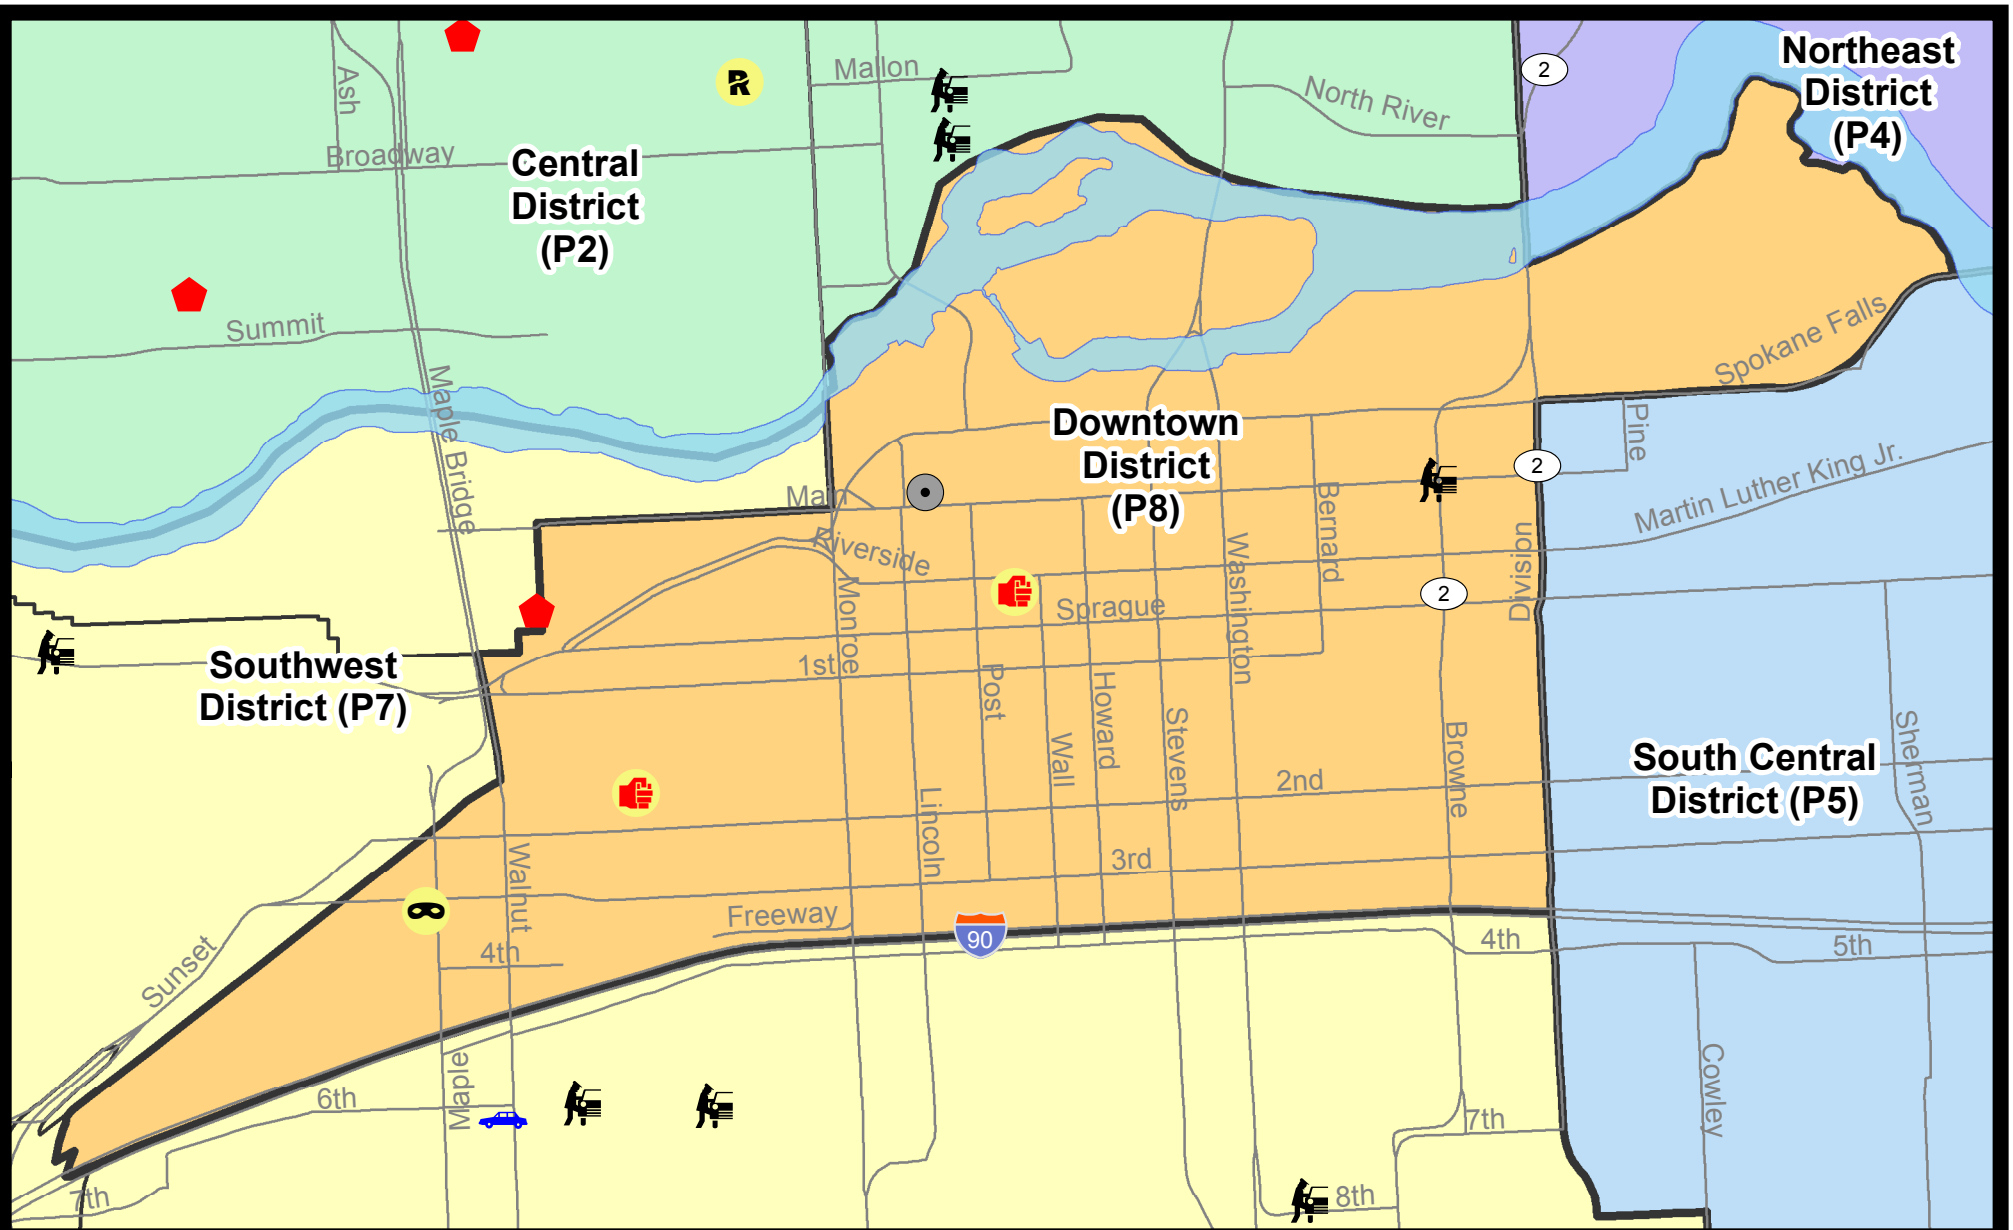 Northeast
District
(P4)
2
Mallon
Ash
R
North River
Broadway
Central
District
(P2)
Summit
Spokane Falls
Maple Bridge
Downtown
District
(P8)
Pine
2
Martin Luther King Jr.
Main
Riverside
Bernard
Washington
Division
2
Sprague
Monroe
1st
Southwest
District (P7)
Post
Howard
Wall
Stevens
Browne
Sherman
South Central
District (P5)
2nd
Lincoln
3rd
Walnut
Freeway
90
4th
4th
5th
Sunset
6th
Maple
Cowley
7th
7th
8th